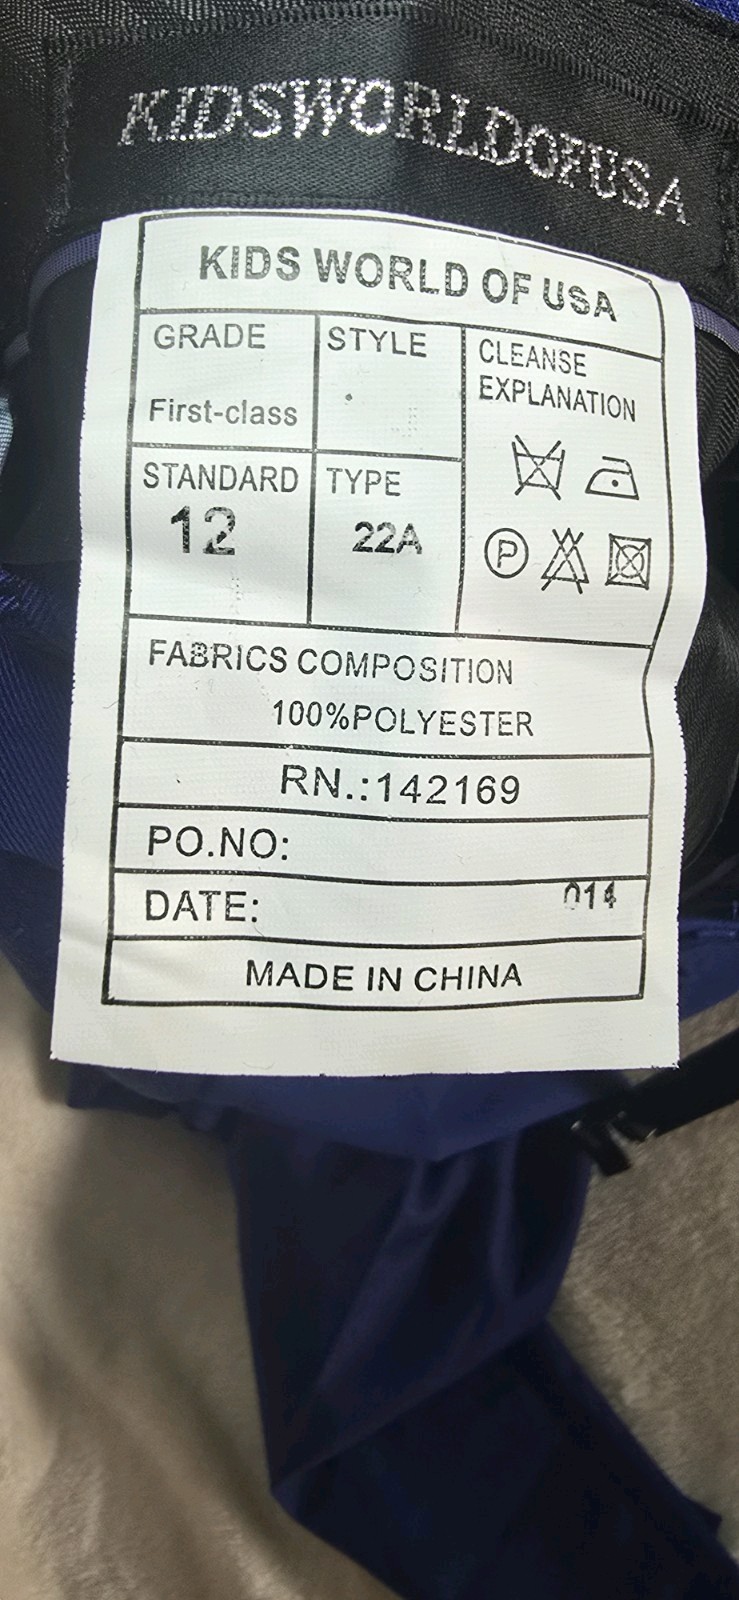 KIDSWORLDOFUSA
KIDS WORLD OF USA
GRADE
First-class
STYLE
CLEANSE
EXPLANATION
STANDARD
12
TYPE
22A
P
FABRICS COMPOSITION
100%POLYESTER
RN.:142169
PO.NO:
DATE: 014
MADE IN CHINA